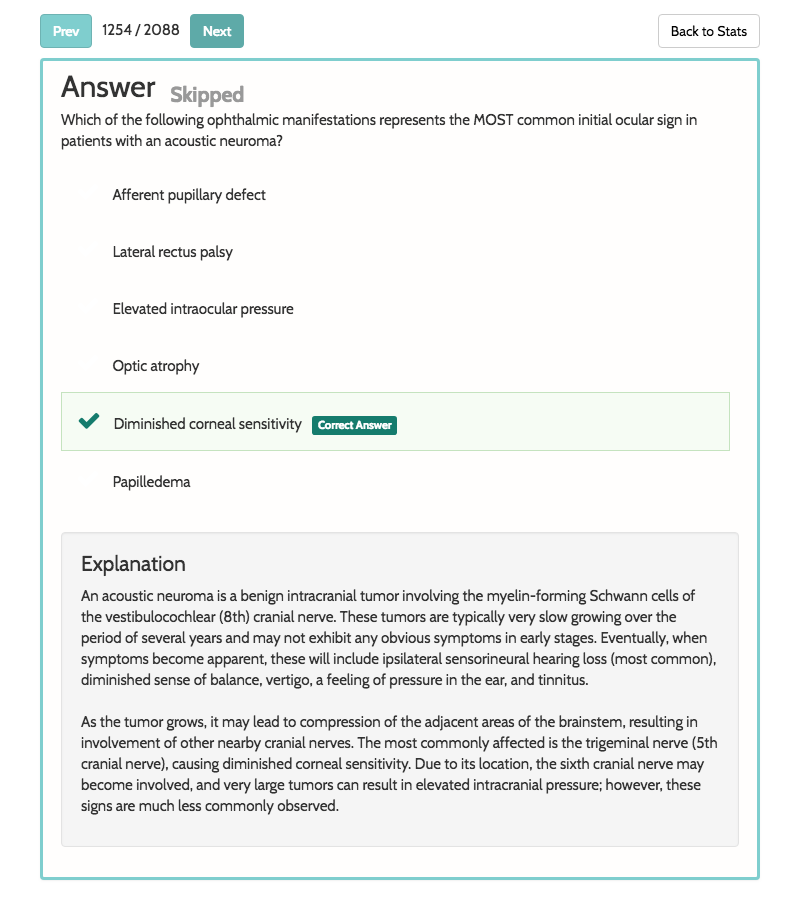 Prev 1254 / 2088 Next Back to Stats
Answer Skipped
Which of the following ophthalmic manifestations represents the MOST common initial ocular sign in
patients with an acoustic neuroma?
Afferent pupillary defect
Lateral rectus palsy
Elevated intraocular pressure
Optic atrophy
Diminished corneal sensitivity Correct Answer
Papilledema
Explanation
An acoustic neuroma is a benign intracranial tumor involving the myelin-forming Schwann cells of
the vestibulocochlear (8th) cranial nerve. These tumors are typically very slow growing over the
period of several years and may not exhibit any obvious symptoms in early stages. Eventually, when
symptoms become apparent, these will include ipsilateral sensorineural hearing loss (most common),
diminished sense of balance, vertigo, a feeling of pressure in the ear, and tinnitus.
As the tumor grows, it may lead to compression of the adjacent areas of the brainstem, resulting in
involvement of other nearby cranial nerves. The most commonly affected is the trigeminal nerve (5th
cranial nerve), causing diminished corneal sensitivity. Due to its location, the sixth cranial nerve may
become involved, and very large tumors can result in elevated intracranial pressure; however, these
signs are much less commonly observed.